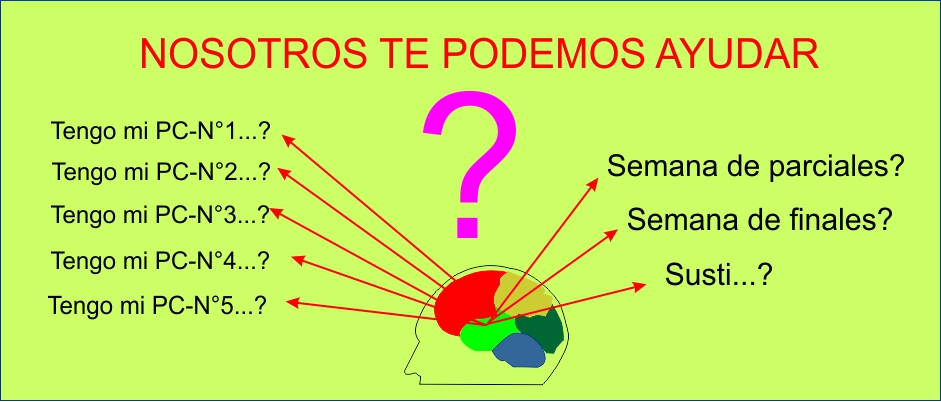 NOSOTROS TE PODEMOS AYUDAR
?
Tengo mi PC-N°1...?
Tengo mi PC-N°2...?
Tengo mi PC-N°3...?
Tengo mi PC-N°4...?
Tengo mi PC-N°5...?
Semana de parciales?
Semana de finales?
Susti...?